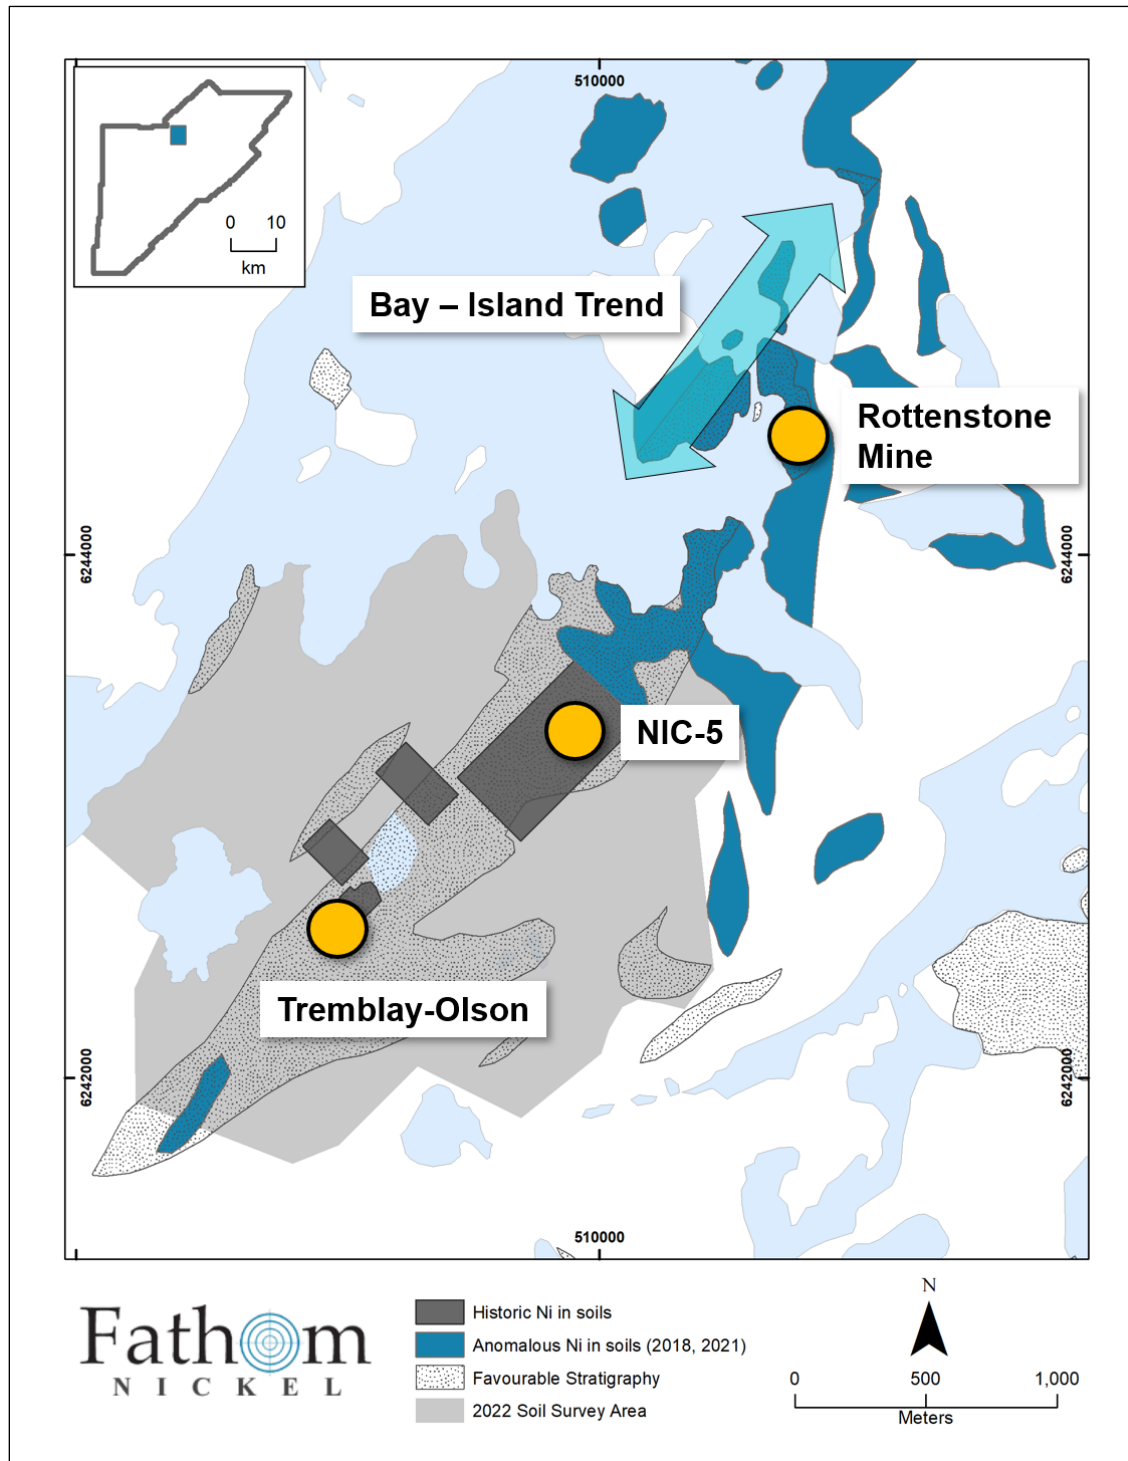 510000
0 10
km
Bay – Island Trend
Rottenstone
Mine
6244000
6244000
NIC-5
Tremblay-Olson
6242000
6242000
510000
Fathom
NICKEL
Historic Ni in soils
Anomalous Ni in soils (2018, 2021)
Favourable Stratigraphy
2022 Soil Survey Area
N
0 500 1,000
Meters